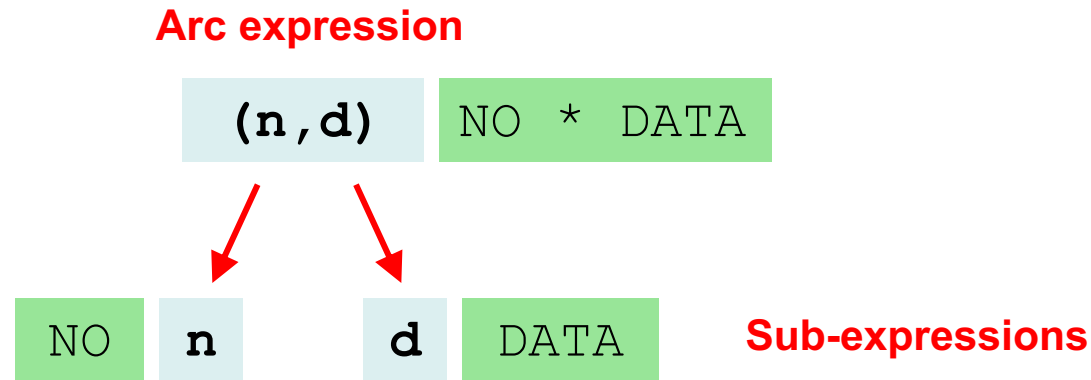 Arc expression
(n,d) NO * DATA
NO n d DATA Sub-expressions